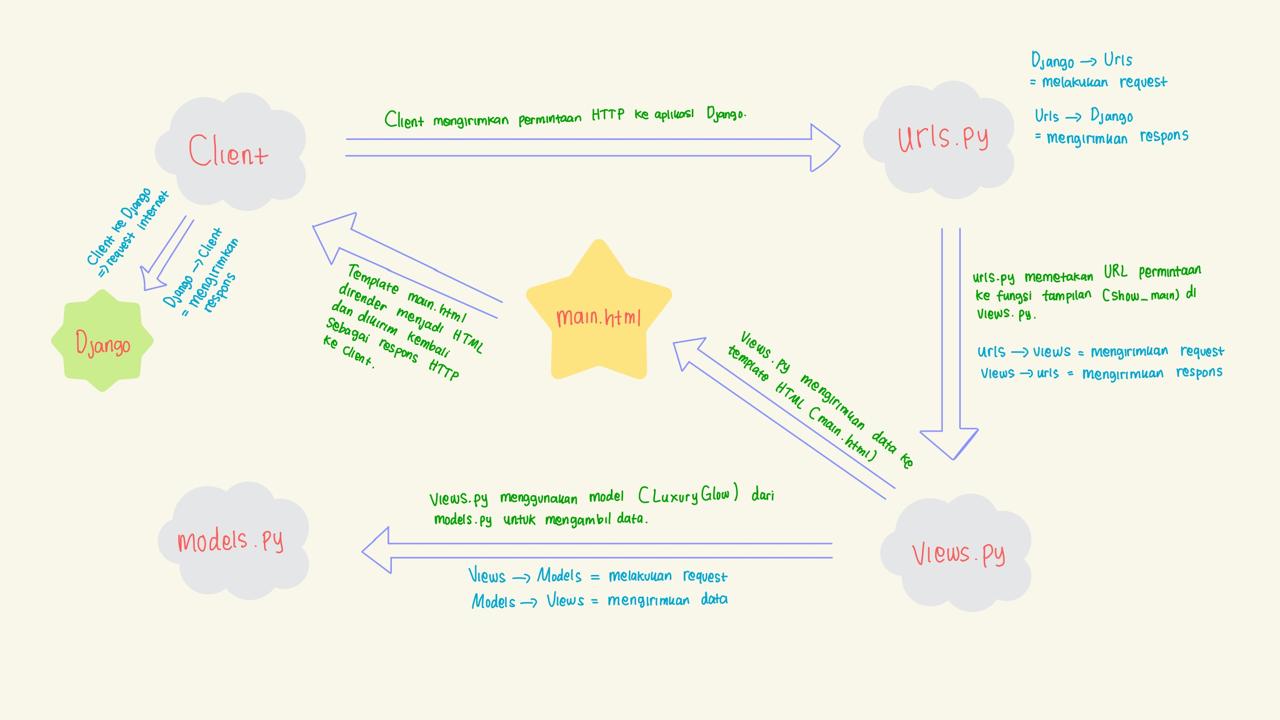 Client
Client mengirimkan permintaan HTTP ke aplikasi Django.
urls.py
Django → Urls
= melakukan request
Urls → Django
= mengirimkan respons
Client ke Django
=> request internet
Django → Client
= mengirimkan
respons
Django
Template main.html
dirender menjadi HTML
dan dikirim kembali
sebagai respons HTTP
ke client.
main.html
urls.py memetakan URL permintaan
ke fungsi tampilan (show_main) di
views.py.
Urls → views = mengirimkan request
Views → urls = mengirimkan respons
Views.py mengirimkan data ke
template HTML (main.html)
models.py
Views.py menggunakan model (LuxuryGlow) dari
models.py untuk mengambil data.
Views → Models = melakukan request
Models → Views = mengirimkan data
Views.py